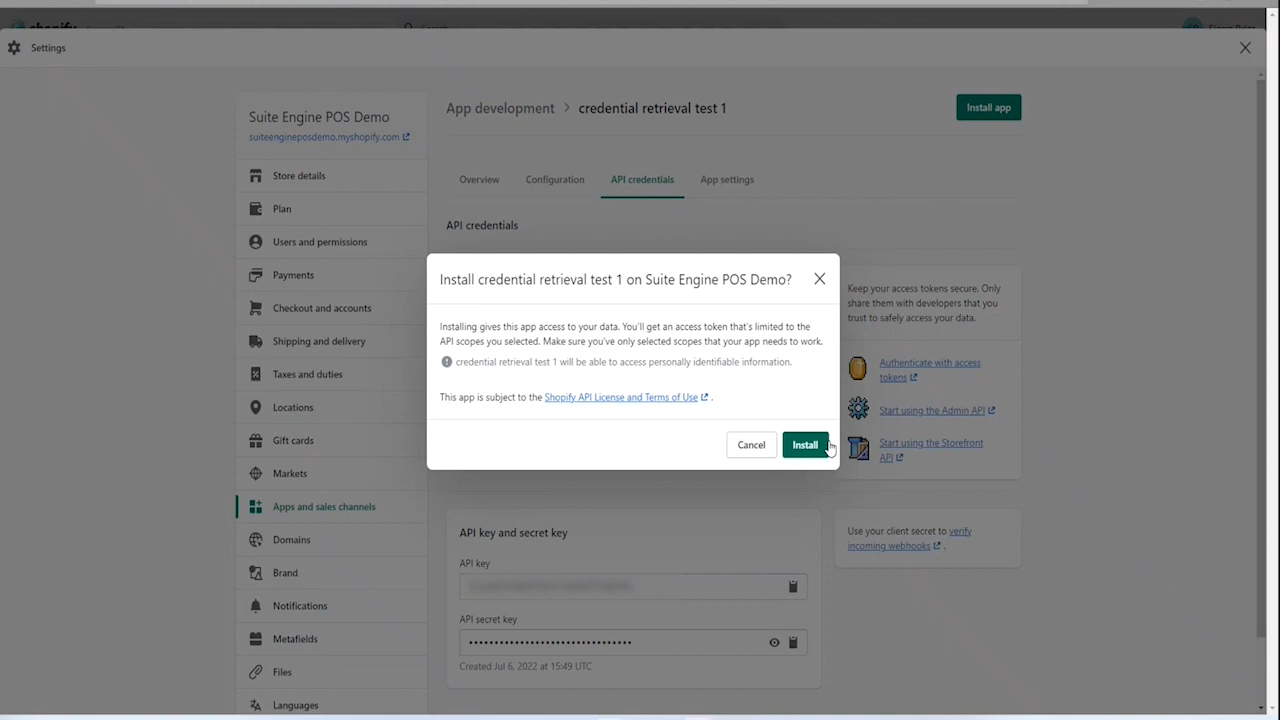 shopify
Search
Settings
Suite Engine POS Demo
suiteengineposdemo.myshopify.com
Store details
Plan
Users and permissions
Payments
Checkout and accounts
Shipping and delivery
Taxes and duties
Locations
Gift cards
Markets
Apps and sales channels
Domains
Brand
Notifications
Metafields
Files
Languages
App development > credential retrieval test 1
Install app
Overview
Configuration
API credentials
App settings
API credentials
Install credential retrieval test 1 on Suite Engine POS Demo?
Installing gives this app access to your data. You'll get an access token that's limited to the
API scopes you selected. Make sure you've only selected scopes that your app needs to work.
credential retrieval test 1 will be able to access personally identifiable information.
This app is subject to the Shopify API License and Terms of Use .
Cancel
Install
Keep your access tokens secure. Only
share them with developers that you
trust to safely access your data.
Authenticate with access
tokens
Start using the Admin API
Start using the Storefront
API
API key and secret key
API key
API secret key
••••••••••••••••••••••••••••••••
Created Jul 6, 2022 at 15:49 UTC
Use your client secret to verify
incoming webhooks .